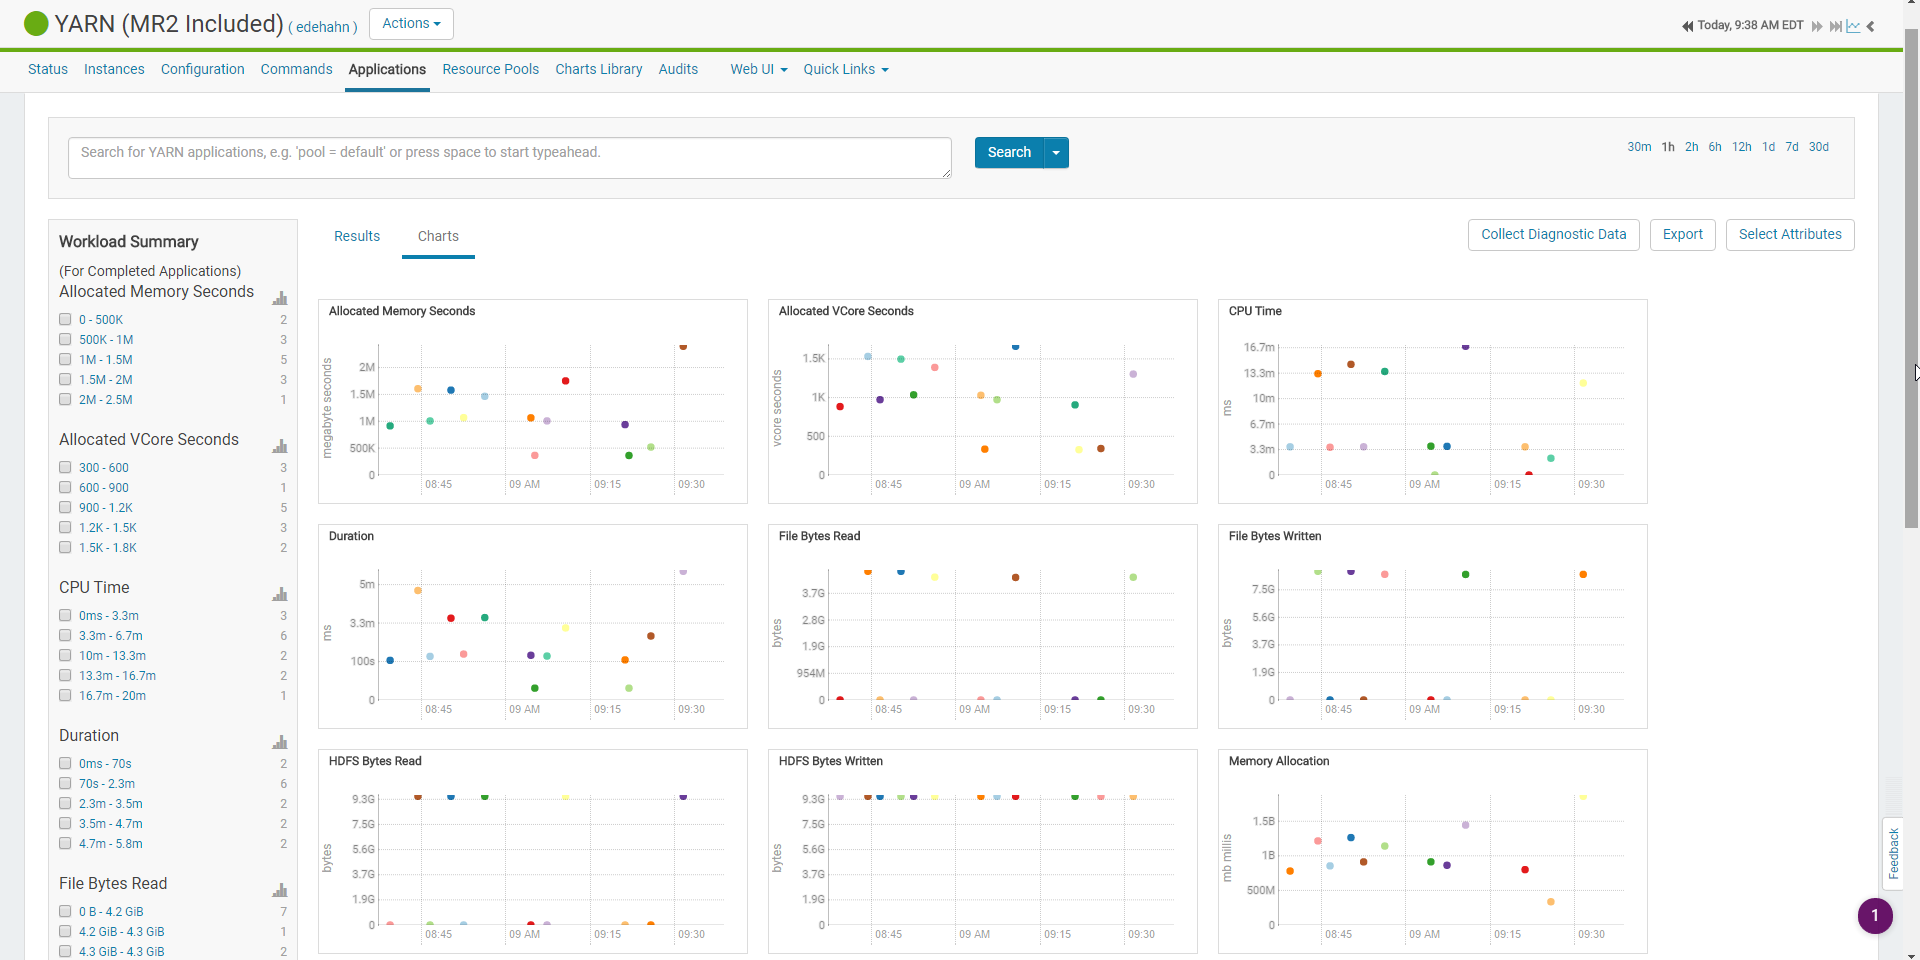 YARN (MR2 Included) ( edehahn ) Actions
Today, 9:38 AM EDT
Status Instances Configuration Commands Applications Resource Pools Charts Library Audits Web UI Quick Links
Search for YARN applications, e.g. 'pool = default' or press space to start typeahead.
Search
30m 1h 2h 6h 12h 1d 7d 30d
Workload Summary
(For Completed Applications)
Allocated Memory Seconds
0 - 500K 2
500K - 1M 3
1M - 1.5M 5
1.5M - 2M 3
2M - 2.5M 1
Allocated VCore Seconds
300 - 600 3
600 - 900 1
900 - 1.2K 5
1.2K - 1.5K 3
1.5K - 1.8K 2
CPU Time
0ms - 3.3m 3
3.3m - 6.7m 6
10m - 13.3m 2
13.3m - 16.7m 2
16.7m - 20m 1
Duration
0ms - 70s 2
70s - 2.3m 6
2.3m - 3.5m 2
3.5m - 4.7m 2
4.7m - 5.8m 2
File Bytes Read
0 B - 4.2 GiB 7
4.2 GiB - 4.3 GiB 1
4.3 GiB - 4.3 GiB 2
Results Charts
Collect Diagnostic Data Export Select Attributes
Allocated Memory Seconds
megabyte seconds
2M
1.5M
1M
500K
0
08:45 09 AM 09:15 09:30
Allocated VCore Seconds
vcore seconds
1.5K
1K
500
0
08:45 09 AM 09:15 09:30
CPU Time
ms
16.7m
13.3m
10m
6.7m
3.3m
0
08:45 09 AM 09:15 09:30
Duration
ms
5m
3.3m
100s
0
08:45 09 AM 09:15 09:30
File Bytes Read
bytes
3.7G
2.8G
1.9G
954M
0
08:45 09 AM 09:15 09:30
File Bytes Written
bytes
7.5G
5.6G
3.7G
1.9G
0
08:45 09 AM 09:15 09:30
HDFS Bytes Read
bytes
9.3G
7.5G
5.6G
3.7G
1.9G
0
08:45 09 AM 09:15 09:30
HDFS Bytes Written
bytes
9.3G
7.5G
5.6G
3.7G
1.9G
0
08:45 09 AM 09:15 09:30
Memory Allocation
mb millis
1.5B
1B
500M
0
08:45 09 AM 09:15 09:30
Feedback
1